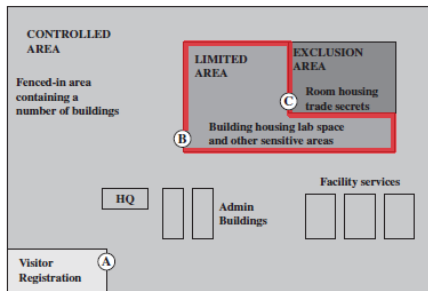 CONTROLLED
AREA
Fenced-in area
containing a
number of buildings
LIMITED
AREA
EXCLUSION
AREA
Room housing
trade secrets
C
B
Building housing lab space
and other sensitive areas
HQ
Admin
Buildings
Facility services
Visitor
Registration
A